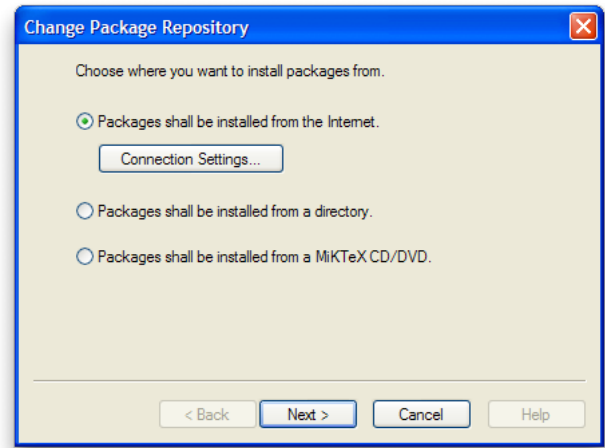 Change Package Repository
Choose where you want to install packages from.
Packages shall be installed from the Internet.
Connection Settings...
Packages shall be installed from a directory.
Packages shall be installed from a MiKTeX CD/DVD.
< Back Next > Cancel Help